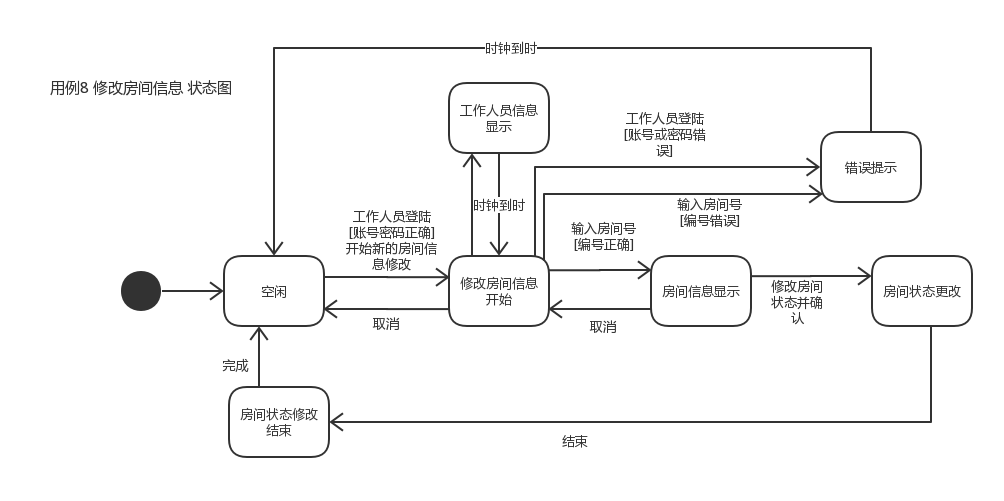 时钟到时
用例8 修改房间信息 状态图
工作人员信息
显示
工作人员登陆
[账号或密码错
误]
错误提示
时钟到时
输入房间号
[编号错误]
工作人员登陆
[账号密码正确]
开始新的房间信
息修改
输入房间号
[编号正确]
空闲
修改房间信息
开始
房间信息显示
修改房间
状态并确
认
房间状态更改
取消
取消
完成
房间状态修改
结束
结束